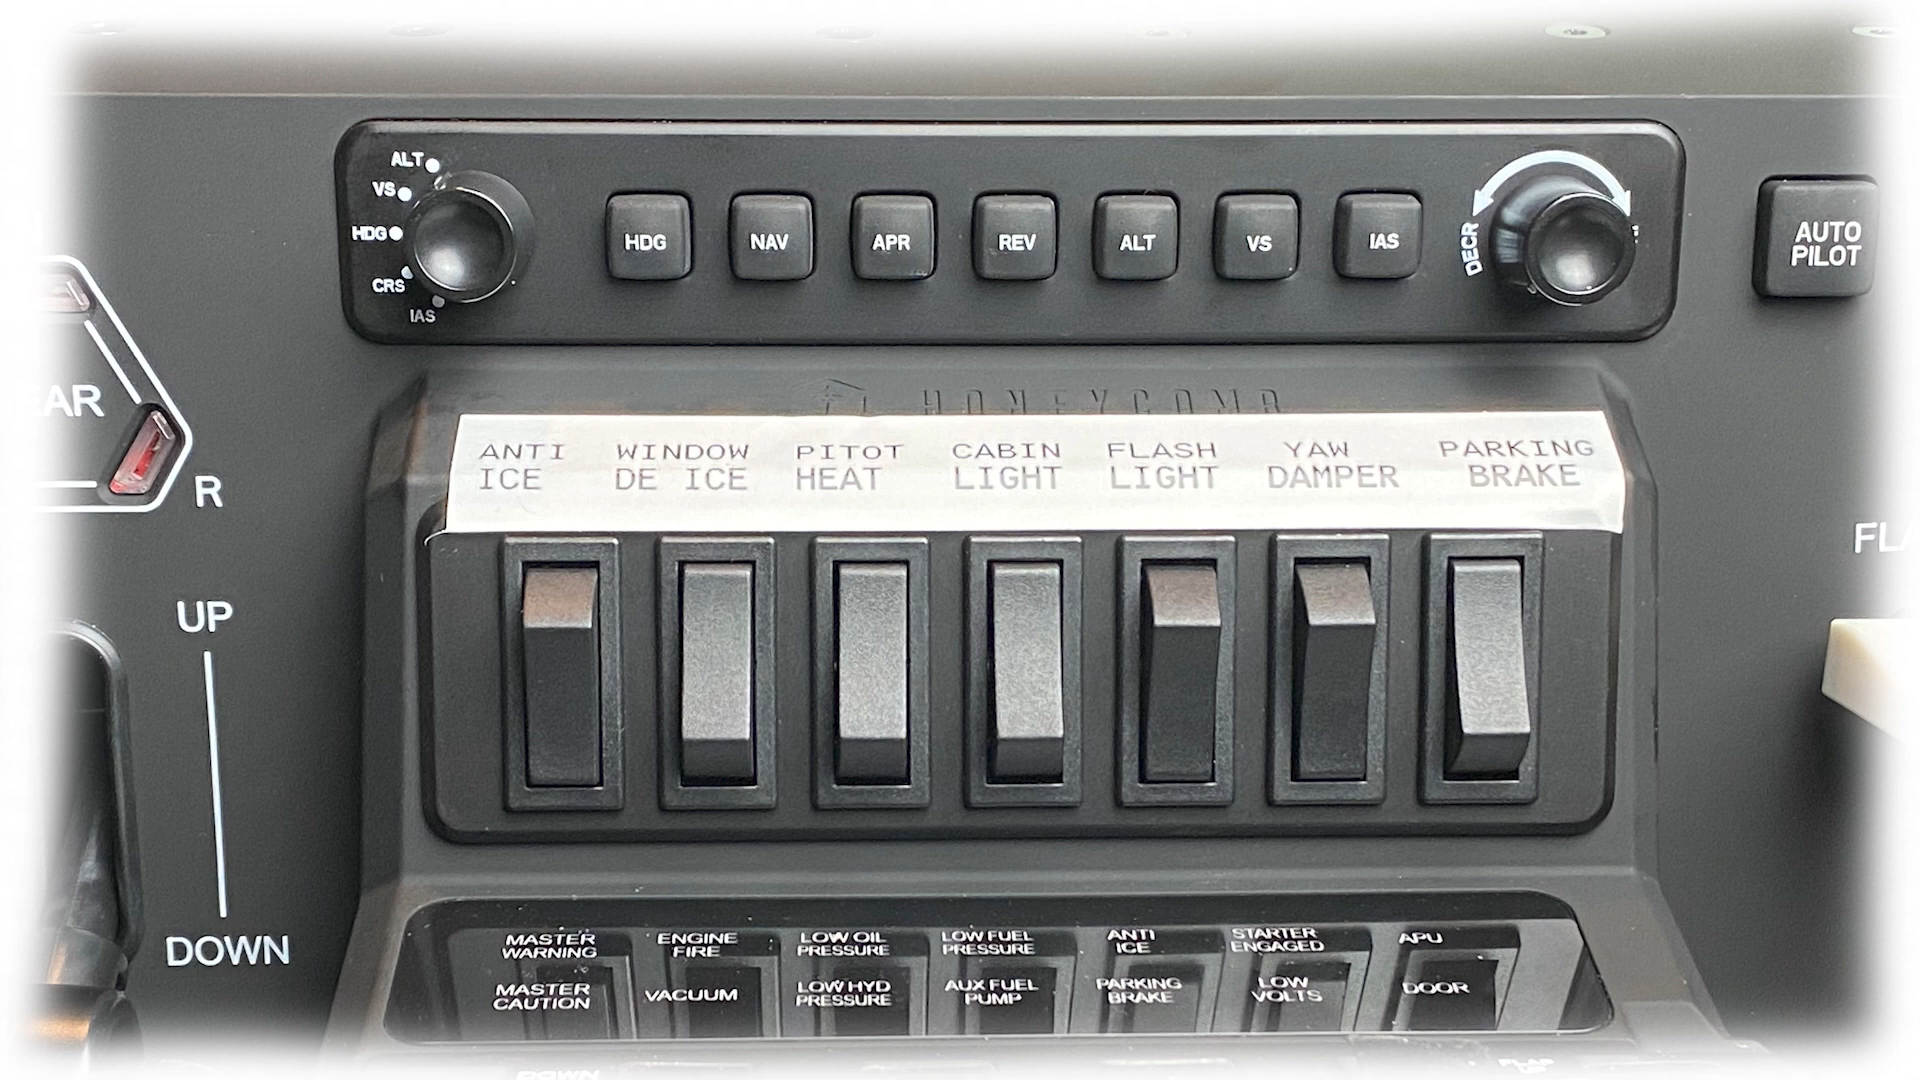 ALT
VS
HDG
CRS
IAS
HDG NAV APR REV ALT VS IAS
DECR
AUTO
PILOT
HONEYCOMB
R
UP
DOWN
ANTI
ICE
WINDOW
DE ICE
PITOT
HEAT
CABIN
LIGHT
FLASH
LIGHT
YAW
DAMPER
PARKING
BRAKE
MASTER
WARNING
ENGINE
FIRE
LOW OIL
PRESSURE
LOW FUEL
PRESSURE
ANTI
ICE
STARTER
ENGAGED
APU
MASTER
CAUTION
VACUUM
LOW HYD
PRESSURE
AUX FUEL
PUMP
PARKING
BRAKE
LOW
VOLTS
DOOR